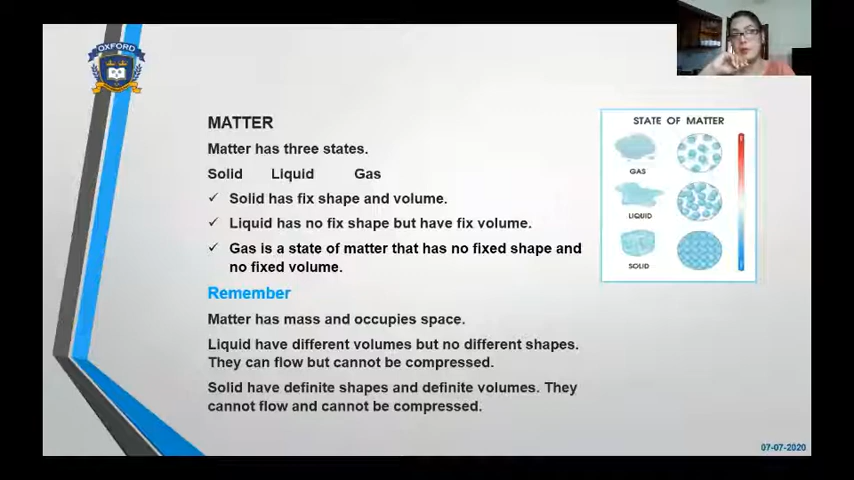 OXFORD
MATTER
Matter has three states.
Solid Liquid Gas
Solid has fix shape and volume.
Liquid has no fix shape but have fix volume.
Gas is a state of matter that has no fixed shape and
no fixed volume.
Remember
Matter has mass and occupies space.
Liquid have different volumes but no different shapes.
They can flow but cannot be compressed.
Solid have definite shapes and definite volumes. They
cannot flow and cannot be compressed.
STATE OF MATTER
GAS
LIQUID
SOLID
07-07-2020